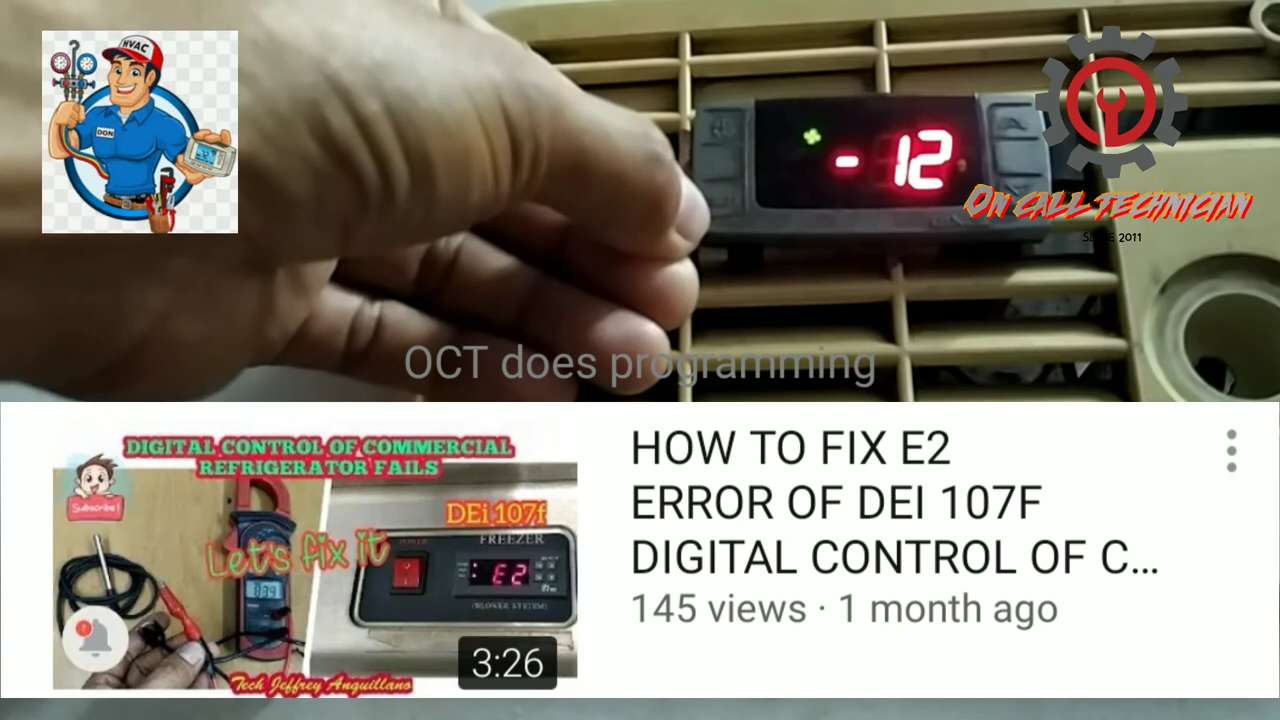 HVAC
DON
-12
ON CALL TECHNICIAN
SINCE 2011
OCT does programming
DIGITAL CONTROL OF COMMERCIAL
REFRIGERATOR FAILS
Subscribe!
DEi 107f
Let's fix it
POWER
FREEZER
E2
(BLOWER SYSTEM)
3:26
Tech Jeffrey Anguillano
HOW TO FIX E2
ERROR OF DEI 107F
DIGITAL CONTROL OF C...
145 views · 1 month ago